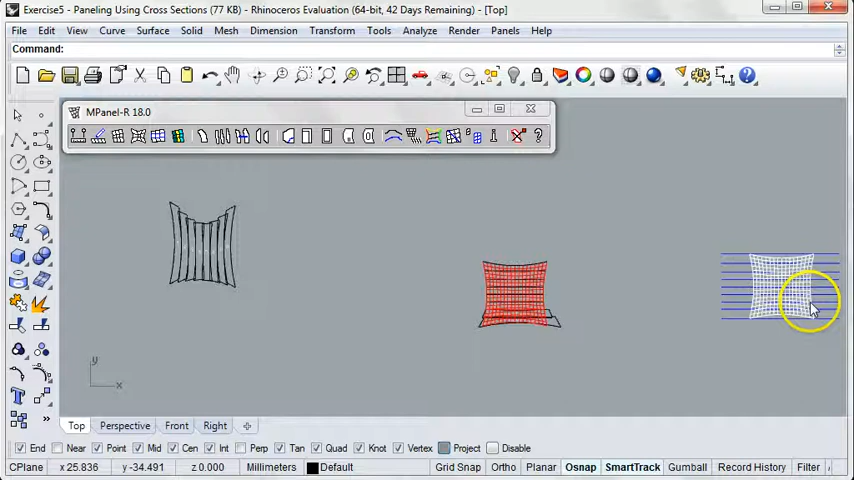 Exercise5 - Paneling Using Cross Sections (77 KB) - Rhinoceros Evaluation (64-bit, 42 Days Remaining) - [Top]
File Edit View Curve Surface Solid Mesh Dimension Transform Tools Analyze Render Panels Help
Command:
MPanel-R 18.0
y
x
Top Perspective Front Right
End Near Point Mid Cen Int Perp Tan Quad Knot Vertex Project Disable
CPlane x 25.836 y -34.491 z 0.000 Millimeters Default Grid Snap Ortho Planar Osnap SmartTrack Gumball Record History Filter